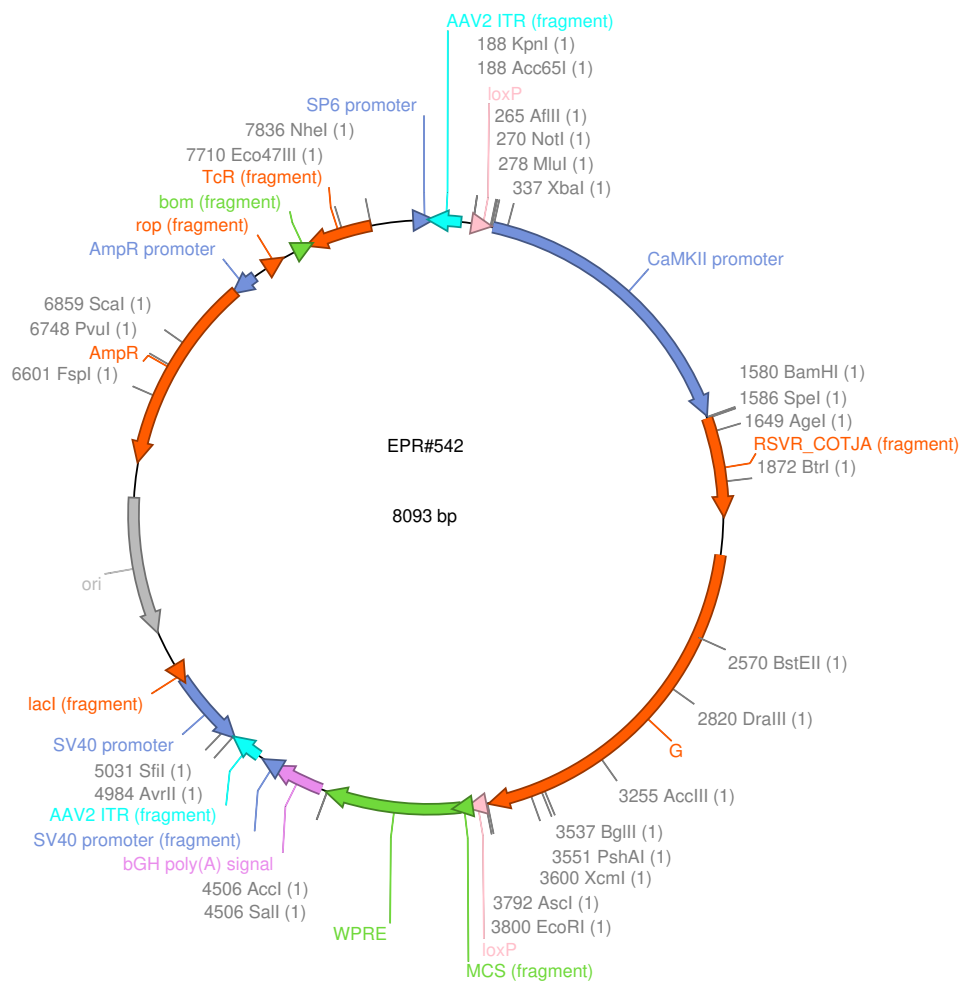 AAV2 ITR (fragment)
188 KpnI (1)
188 Acc65I (1)
loxP
SP6 promoter
265 AflII (1)
7836 NheI (1)
270 NotI (1)
7710 Eco47III (1)
278 MluI (1)
TcR (fragment)
337 XbaI (1)
bom (fragment)
rop (fragment)
AmpR promoter
CaMKII promoter
6859 ScaI (1)
6748 PvuI (1)
AmpR
6601 FspI (1)
1580 BamHI (1)
1586 SpeI (1)
1649 AgeI (1)
EPR#542
RSVR_COTJA (fragment)
1872 BtrI (1)
8093 bp
ori
2570 BstEII (1)
lacI (fragment)
2820 DraIII (1)
SV40 promoter
G
5031 SfiI (1)
4984 AvrII (1)
3255 AccIII (1)
AAV2 ITR (fragment)
3537 BglII (1)
SV40 promoter (fragment)
3551 PshAI (1)
bGH poly(A) signal
3600 XcmI (1)
4506 AccI (1)
3792 AscI (1)
4506 SalI (1)
3800 EcoRI (1)
WPRE
loxP
MCS (fragment)